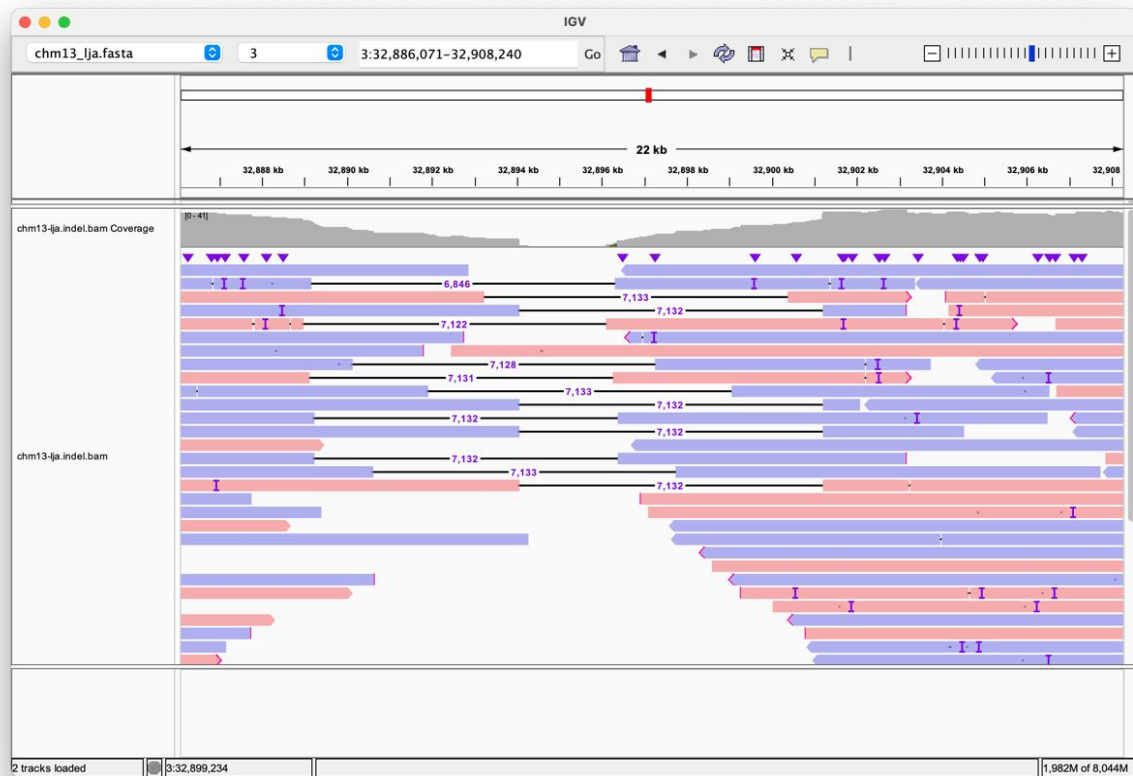 IGV
chm13_lja.fasta 3 3:32,886,071-32,908,240 Go
22 kb
32,888 kb 32,890 kb 32,892 kb 32,894 kb 32,896 kb 32,898 kb 32,900 kb 32,902 kb 32,904 kb 32,906 kb 32,908
[0 - 41]
chm13-lja.indel.bam Coverage
6,846
7,133
7,132
7,122
7,128
7,131
7,133
7,132
7,132
7,132
chm13-lja.indel.bam
7,132
7,133
7,132
2 tracks loaded 3:32,899,234 1,982M of 8,044M